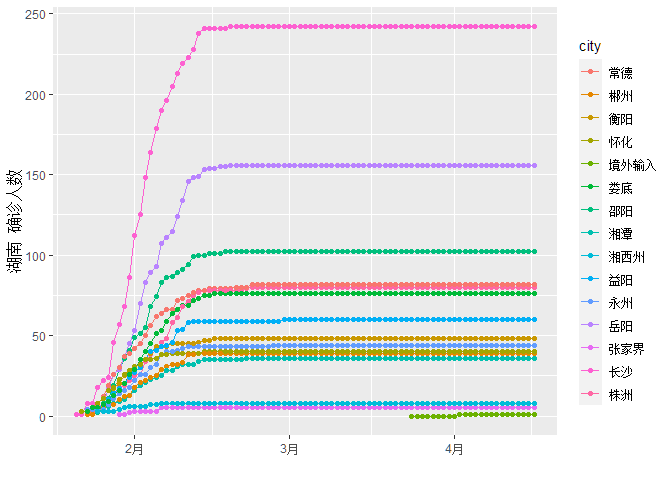 湖南 确诊人数
250
200
150
100
50
0
2月 3月 4月
city
常德
郴州
衡阳
怀化
境外输入
娄底
邵阳
湘潭
湘西州
益阳
永州
岳阳
张家界
长沙
株洲